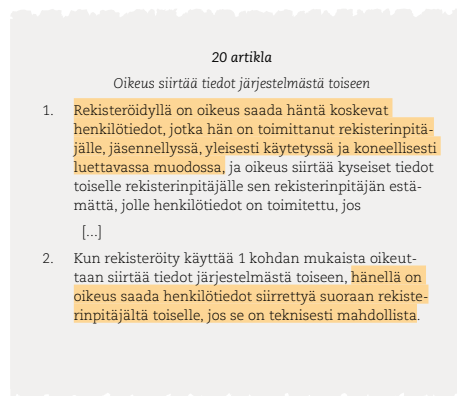 20 artikla
Oikeus siirtää tiedot järjestelmästä toiseen
1. Rekisteröidyllä on oikeus saada häntä koskevat
henkilötiedot, jotka hän on toimittanut rekisterinpitä-
jälle, jäsennellyssä, yleisesti käytetyssä ja koneellisesti
luettavassa muodossa, ja oikeus siirtää kyseiset tiedot
toiselle rekisterinpitäjälle sen rekisterinpitäjän estä-
mättä, jolle henkilötiedot on toimitettu, jos
[...]
2. Kun rekisteröity käyttää 1 kohdan mukaista oikeut-
taan siirtää tiedot järjestelmästä toiseen, hänellä on
oikeus saada henkilötiedot siirrettyä suoraan rekiste-
rinpitäjältä toiselle, jos se on teknisesti mahdollista.